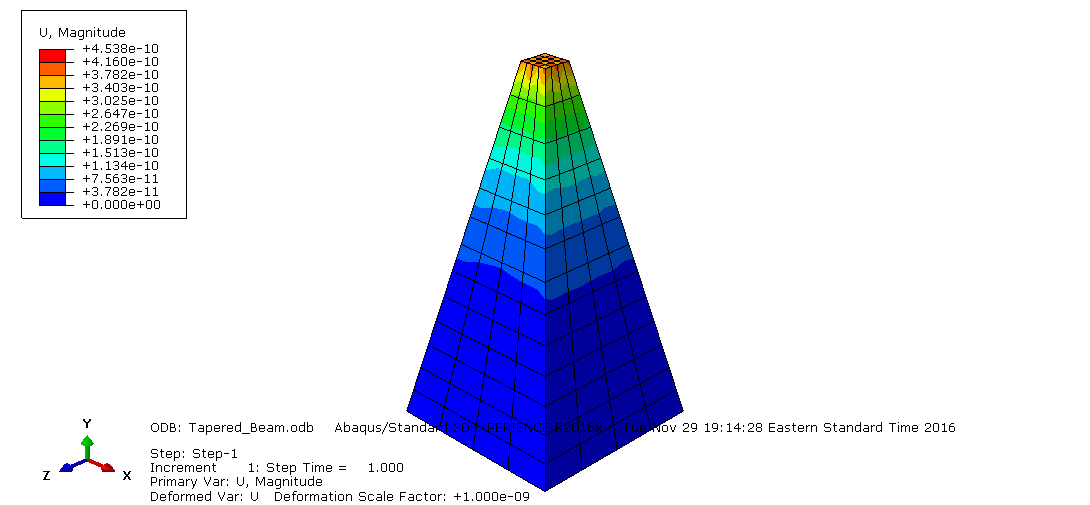 U, Magnitude
+4.538e-10
+4.160e-10
+3.782e-10
+3.403e-10
+3.025e-10
+2.647e-10
+2.269e-10
+1.891e-10
+1.513e-10
+1.134e-10
+7.563e-11
+3.782e-11
+0.000e+00
Y
Z
X
ODB: Tapered_Beam.odb Abaqus/Standard Nov 29 19:14:28 Eastern Standard Time 2016
Step: Step-1
Increment 1: Step Time = 1.000
Primary Var: U, Magnitude
Deformed Var: U Deformation Scale Factor: +1.000e-09